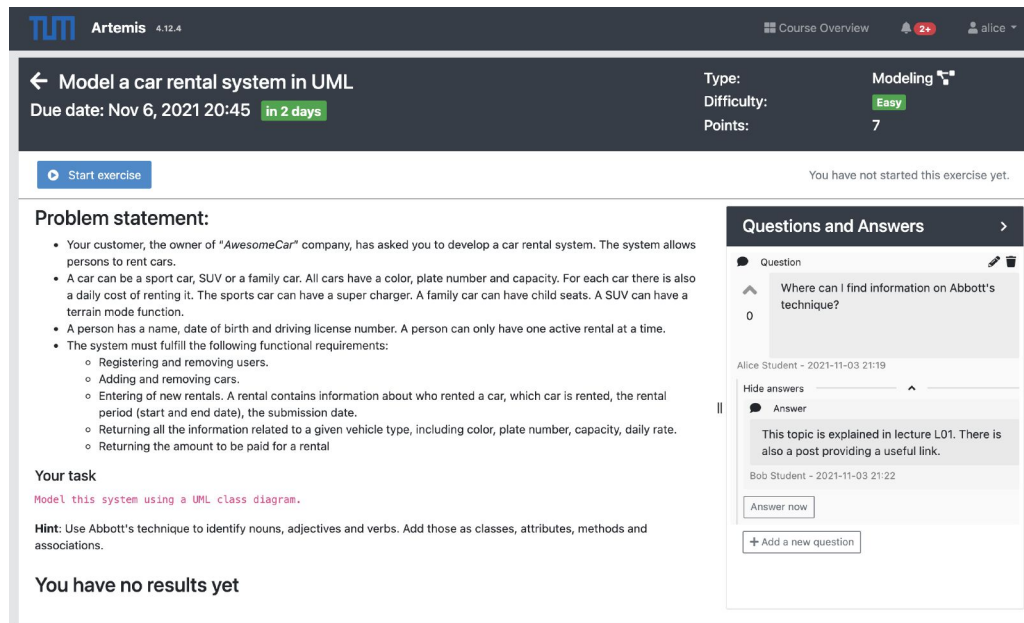 TUM Artemis 4.12.4 Course Overview 2+ alice
Model a car rental system in UML
Due date: Nov 6, 2021 20:45 in 2 days
Type: Modeling
Difficulty: Easy
Points: 7
Start exercise
You have not started this exercise yet.
Problem statement:
• Your customer, the owner of "AwesomeCar" company, has asked you to develop a car rental system. The system allows
persons to rent cars.
• A car can be a sport car, SUV or a family car. All cars have a color, plate number and capacity. For each car there is also
a daily cost of renting it. The sports car can have a super charger. A family car can have child seats. A SUV can have a
terrain mode function.
• A person has a name, date of birth and driving license number. A person can only have one active rental at a time.
• The system must fulfill the following functional requirements:
Registering and removing users.
Adding and removing cars.
Entering of new rentals. A rental contains information about who rented a car, which car is rented, the rental
period (start and end date), the submission date.
Returning all the information related to a given vehicle type, including color, plate number, capacity, daily rate.
Returning the amount to be paid for a rental
Your task
Model this system using a UML class diagram.
Hint: Use Abbott's technique to identify nouns, adjectives and verbs. Add those as classes, attributes, methods and
associations.
You have no results yet
Questions and Answers
Question
0
Where can I find information on Abbott's
technique?
Alice Student - 2021-11-03 21:19
Hide answers
Answer
This topic is explained in lecture L01. There is
also a post providing a useful link.
Bob Student - 2021-11-03 21:22
Answer now
+ Add a new question